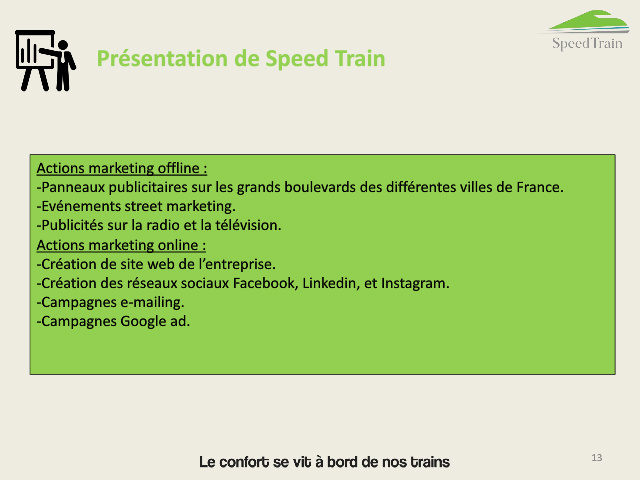 SpeedTrain
Présentation de Speed Train
Actions marketing offline :
-Panneaux publicitaires sur les grands boulevards des différentes villes de France.
-Evénements street marketing.
-Publicités sur la radio et la télévision.
Actions marketing online :
-Création de site web de l’entreprise.
-Création des réseaux sociaux Facebook, Linkedin, et Instagram.
-Campagnes e-mailing.
-Campagnes Google ad.
Le confort se vit à bord de nos trains
13